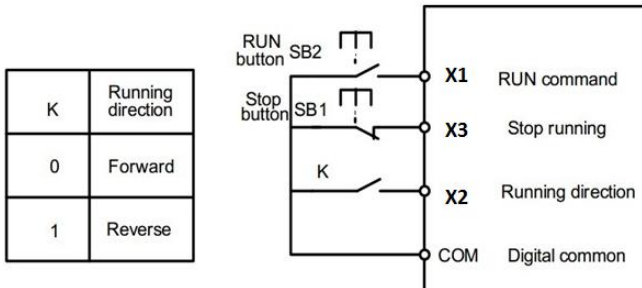 K
Running
direction
0
Forward
1
Reverse
RUN
button
SB2
X1
RUN command
Stop
button
SB1
X3
Stop running
K
X2
Running direction
COM
Digital common